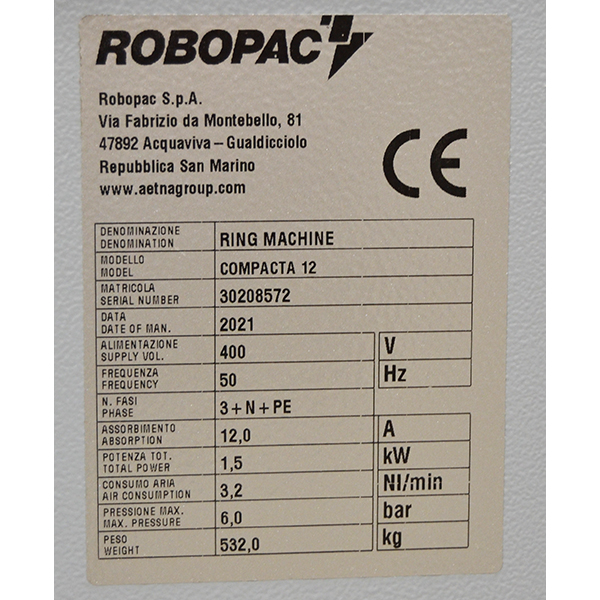 ROBOPAC
Robopac S.p.A.
Via Fabrizio da Montebello, 81
47892 Acquaviva – Gualdicciolo
Repubblica San Marino
www.aetnagroup.com
CE
DENOMINAZIONE
DENOMINATION
RING MACHINE
MODELLO
MODEL
COMPACTA 12
MATRICOLA
SERIAL NUMBER
30208572
DATA
DATE OF MAN.
2021
ALIMENTAZIONE
SUPPLY VOL.
400 V
FREQUENZA
FREQUENCY
50 Hz
N. FASI
PHASE
3+N+PE
ASSORBIMENTO
ABSORPTION
12,0 A
POTENZA TOT.
TOTAL POWER
1,5 kW
CONSUMO ARIA
AIR CONSUMPTION
3,2 Nl/min
PRESSIONE MAX.
MAX. PRESSURE
6,0 bar
PESO
WEIGHT
532,0 kg